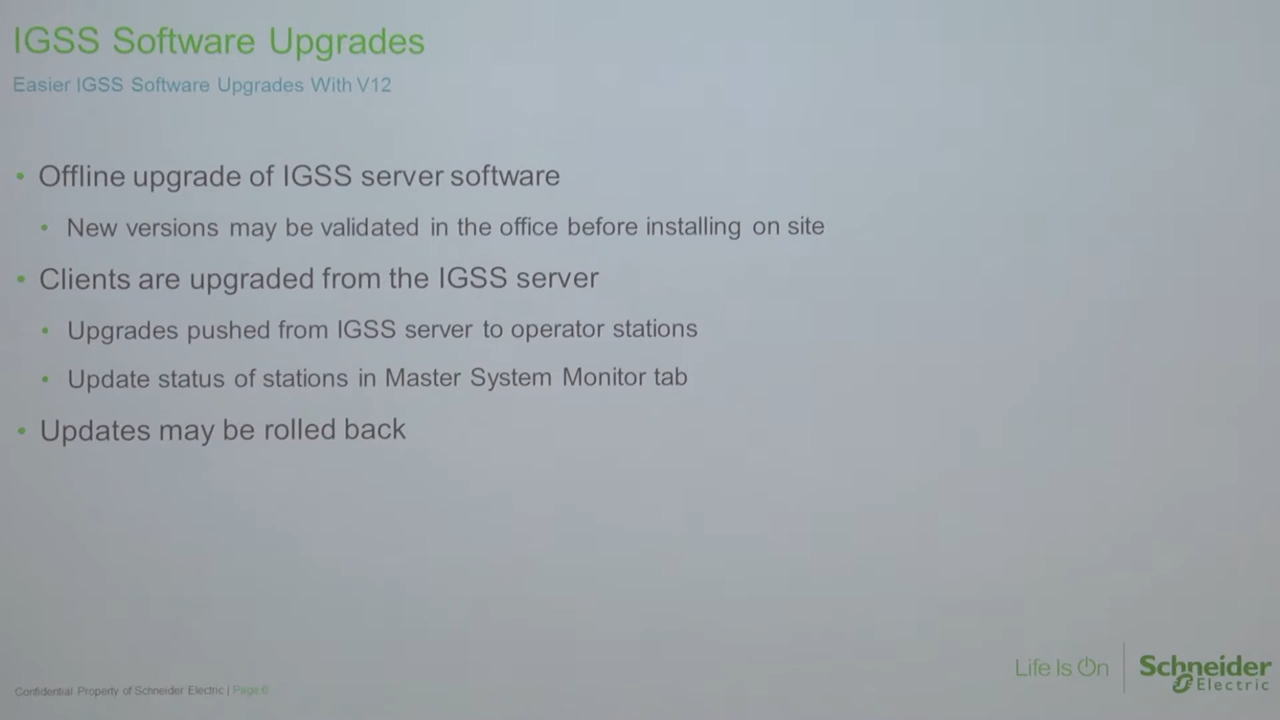 IGSS Software Upgrades
Easier IGSS Software Upgrades With V12
• Offline upgrade of IGSS server software
• New versions may be validated in the office before installing on site
• Clients are upgraded from the IGSS server
• Upgrades pushed from IGSS server to operator stations
• Update status of stations in Master System Monitor tab
• Updates may be rolled back
Life Is On
Schneider
Electric
Confidential Property of Schneider Electric | Page 6